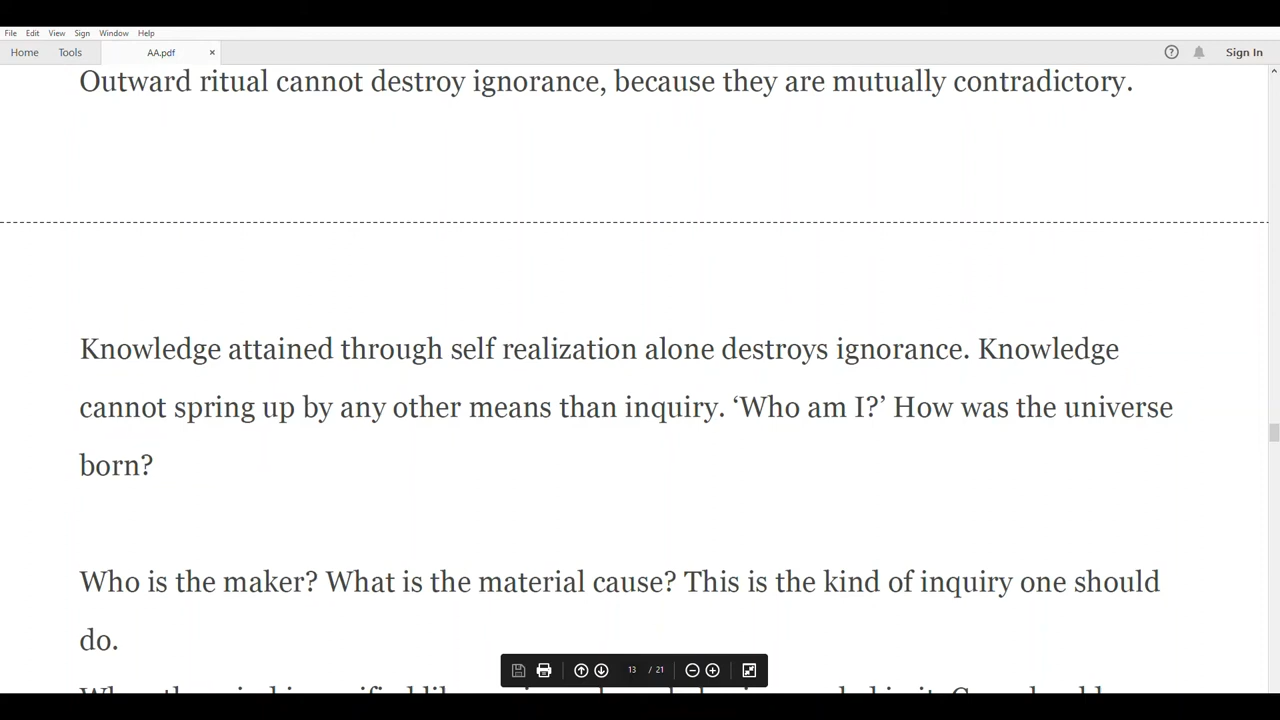 File Edit View Sign Window Help
Home Tools AA.pdf × ? Sign In
Outward ritual cannot destroy ignorance, because they are mutually contradictory.
Knowledge attained through self realization alone destroys ignorance. Knowledge
cannot spring up by any other means than inquiry. ‘Who am I?’ How was the universe
born?
Who is the maker? What is the material cause? This is the kind of inquiry one should
do.
13 / 21